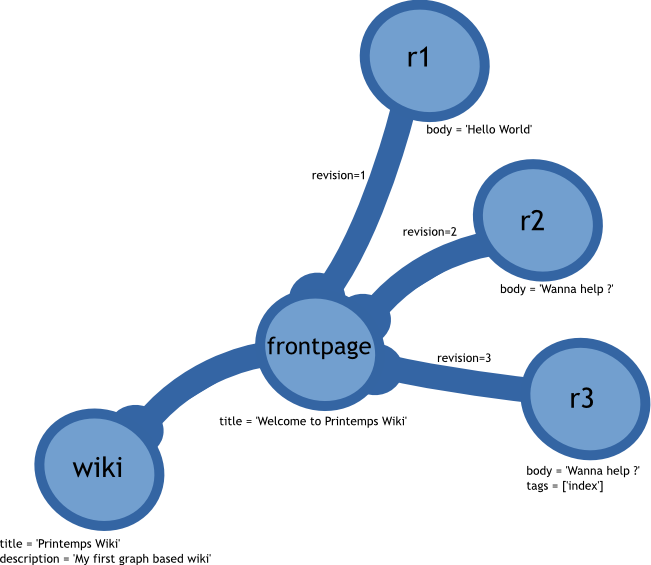 r1
body = 'Hello World'
revision=1
r2
revision=2
body = 'Wanna help ?'
frontpage
revision=3
r3
title = 'Welcome to Printemps Wiki'
wiki
body = 'Wanna help ?'
tags = ['index']
title = 'Printemps Wiki'
description = 'My first graph based wiki'